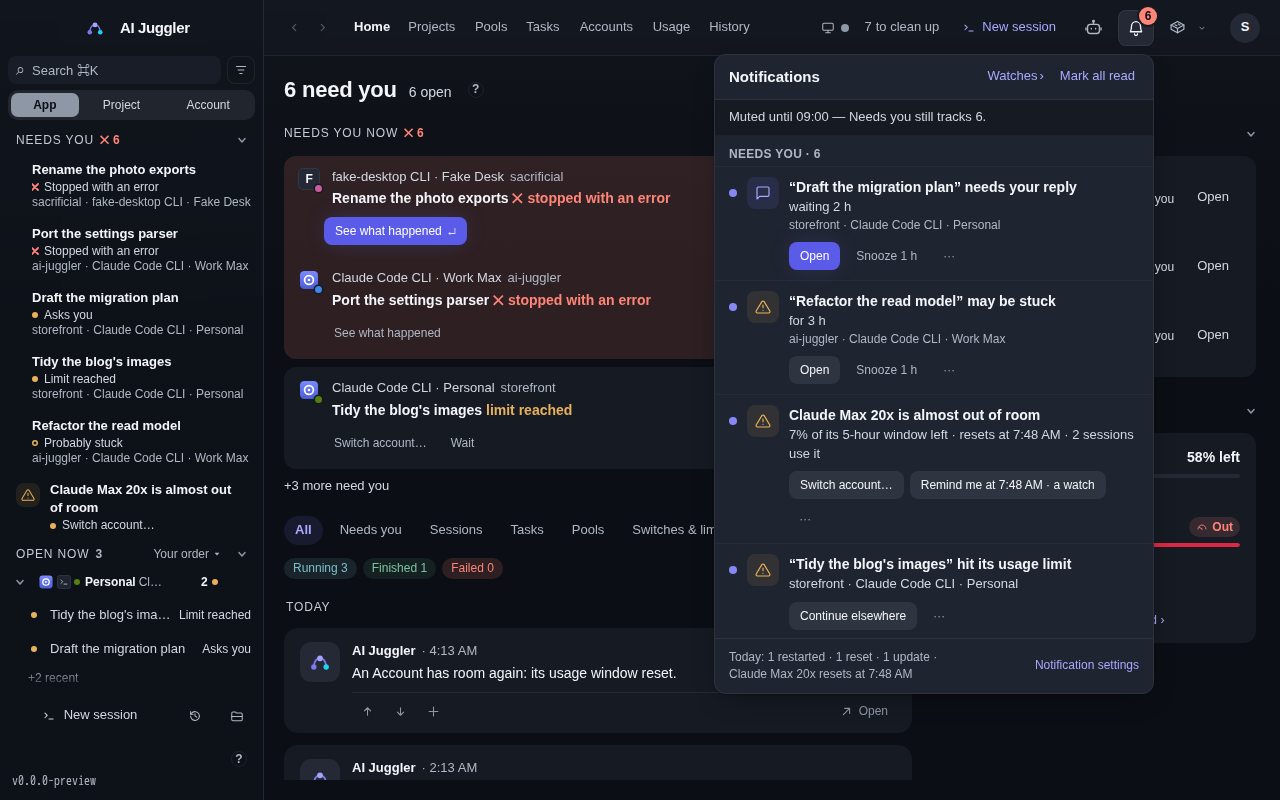 AI Juggler
Search ⌘K
App Project Account
NEEDS YOU 6
Rename the photo exports
Stopped with an error
sacrificial · fake-desktop CLI · Fake Desk
Port the settings parser
Stopped with an error
ai-juggler · Claude Code CLI · Work Max
Draft the migration plan
Asks you
storefront · Claude Code CLI · Personal
Tidy the blog's images
Limit reached
storefront · Claude Code CLI · Personal
Refactor the read model
Probably stuck
ai-juggler · Claude Code CLI · Work Max
Claude Max 20x is almost out
of room
Switch account…
OPEN NOW 3 Your order
Personal Cl… 2
Tidy the blog's ima… Limit reached
Draft the migration plan Asks you
+2 recent
New session
?
v0.0.0-preview
Home Projects Pools Tasks Accounts Usage History
7 to clean up New session 6 S
6 need you 6 open ?
NEEDS YOU NOW 6
F fake-desktop CLI · Fake Desk sacrificial
Rename the photo exports stopped with an error
See what happened
Claude Code CLI · Work Max ai-juggler
Port the settings parser stopped with an error
See what happened
Claude Code CLI · Personal storefront
Tidy the blog's images limit reached
Switch account… Wait
+3 more need you
All Needs you Sessions Tasks Pools Switches & lim
Running 3 Finished 1 Failed 0
TODAY
AI Juggler · 4:13 AM
An Account has room again: its usage window reset.
Open
AI Juggler · 2:13 AM
Notifications Watches › Mark all read
Muted until 09:00 — Needs you still tracks 6.
NEEDS YOU · 6
“Draft the migration plan” needs your reply
waiting 2 h
storefront · Claude Code CLI · Personal
Open Snooze 1 h ···
“Refactor the read model” may be stuck
for 3 h
ai-juggler · Claude Code CLI · Work Max
Open Snooze 1 h ···
Claude Max 20x is almost out of room
7% of its 5-hour window left · resets at 7:48 AM · 2 sessions
use it
Switch account… Remind me at 7:48 AM · a watch
···
“Tidy the blog's images” hit its usage limit
storefront · Claude Code CLI · Personal
Continue elsewhere ···
Today: 1 restarted · 1 reset · 1 update ·
Claude Max 20x resets at 7:48 AM
Notification settings
you Open
you Open
you Open
58% left
Out
d ›